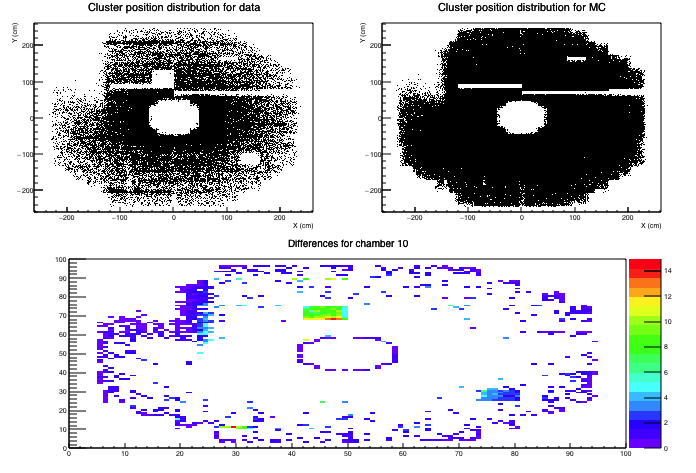 Cluster position distribution for data
Y (cm)
200
100
0
−100
−200
−200 −100 0 100 200
X (cm)
Cluster position distribution for MC
Y (cm)
200
100
0
−100
−200
−200 −100 0 100 200
X (cm)
Differences for chamber 10
100
90
80
70
60
50
40
30
20
10
0
0 10 20 30 40 50 60 70 80 90 100
14
12
10
8
6
4
2
0